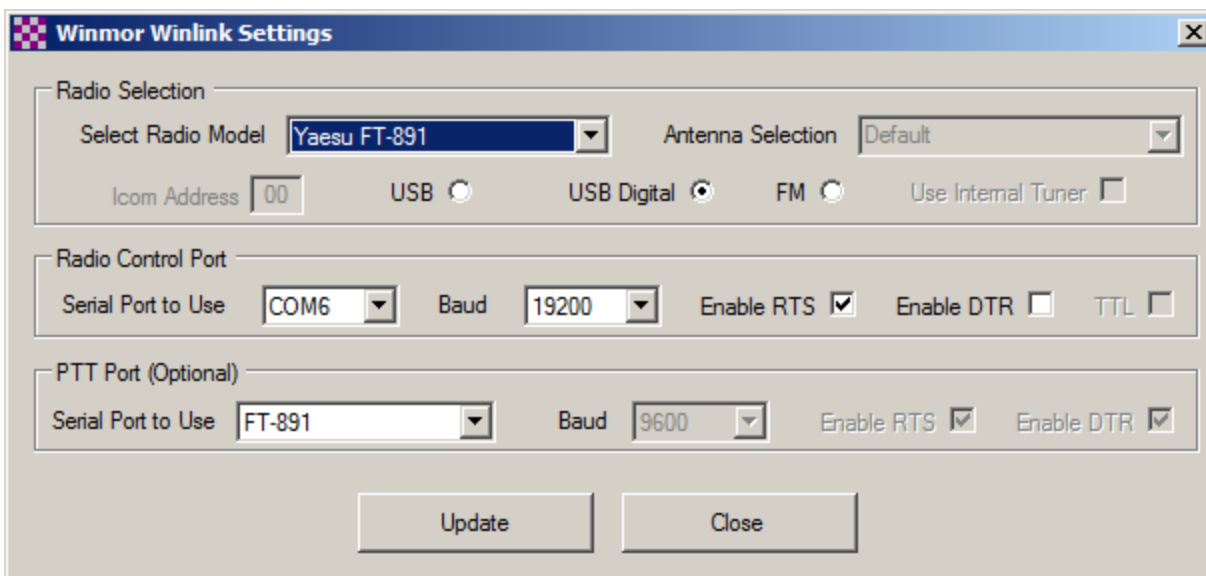 Winmor Winlink Settings
Radio Selection
Select Radio Model Yaesu FT-891 Antenna Selection Default
Icom Address 00 USB USB Digital FM Use Internal Tuner
Radio Control Port
Serial Port to Use COM6 Baud 19200 Enable RTS Enable DTR TTL
PTT Port (Optional)
Serial Port to Use FT-891 Baud 9600 Enable RTS Enable DTR
Update Close